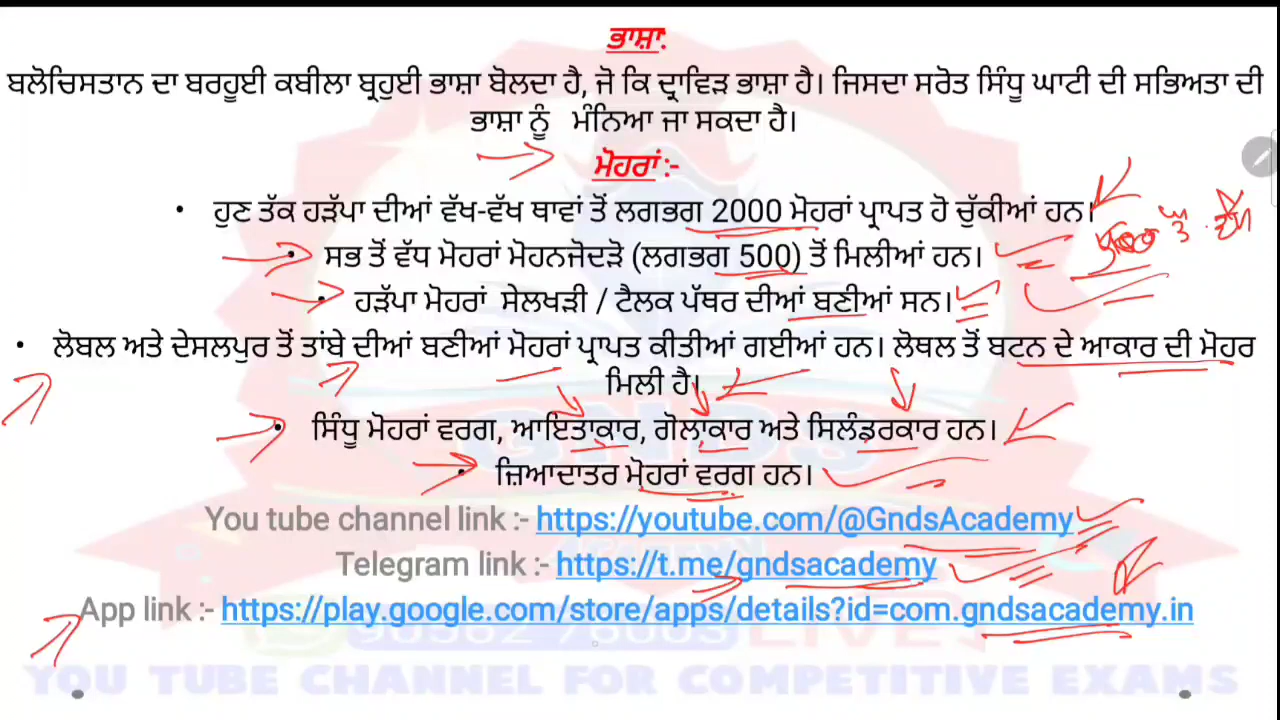 ਭਾਸ਼ਾ:
ਬਲੋਚਿਸਤਾਨ ਦਾ ਬਰਹੂਈ ਕਬੀਲਾ ਬ੍ਰਹੁਈ ਭਾਸ਼ਾ ਬੋਲਦਾ ਹੈ, ਜੋ ਕਿ ਦ੍ਰਾਵਿੜ ਭਾਸ਼ਾ ਹੈ। ਜਿਸਦਾ ਸਰੋਤ ਸਿੰਧੂ ਘਾਟੀ ਦੀ ਸਭਿਅਤਾ ਦੀ
ਭਾਸ਼ਾ ਨੂੰ ਮੰਨਿਆ ਜਾ ਸਕਦਾ ਹੈ।
ਮੋਹਰਾਂ :-
• ਹੁਣ ਤੱਕ ਹੜੱਪਾ ਦੀਆਂ ਵੱਖ-ਵੱਖ ਥਾਵਾਂ ਤੋਂ ਲਗਭਗ 2000 ਮੋਹਰਾਂ ਪ੍ਰਾਪਤ ਹੋ ਚੁੱਕੀਆਂ ਹਨ।
• ਸਭ ਤੋਂ ਵੱਧ ਮੋਹਰਾਂ ਮੋਹਨਜੋਦੜੋ (ਲਗਭਗ 500) ਤੋਂ ਮਿਲੀਆਂ ਹਨ।
• ਹੜੱਪਾ ਮੋਹਰਾਂ ਸੇਲਖੜੀ / ਟੈਲਕ ਪੱਥਰ ਦੀਆਂ ਬਣੀਆਂ ਸਨ।
• ਲੋਬਲ ਅਤੇ ਦੇਸਲਪੁਰ ਤੋਂ ਤਾਂਬੇ ਦੀਆਂ ਬਣੀਆਂ ਮੋਹਰਾਂ ਪ੍ਰਾਪਤ ਕੀਤੀਆਂ ਗਈਆਂ ਹਨ। ਲੋਥਲ ਤੋਂ ਬਟਨ ਦੇ ਆਕਾਰ ਦੀ ਮੋਹਰ
ਮਿਲੀ ਹੈ।
• ਸਿੰਧੂ ਮੋਹਰਾਂ ਵਰਗ, ਆਇਤਾਕਾਰ, ਗੋਲਾਕਾਰ ਅਤੇ ਸਿਲੰਡਰਕਾਰ ਹਨ।
• ਜ਼ਿਆਦਾਤਰ ਮੋਹਰਾਂ ਵਰਗ ਹਨ।
You tube channel link :- https://youtube.com/@GndsAcademy
Telegram link :- https://t.me/gndsacademy
App link :- https://play.google.com/store/apps/details?id=com.gndsacademy.in
LIVE
YOU TUBE CHANNEL FOR COMPETITIVE EXAMS